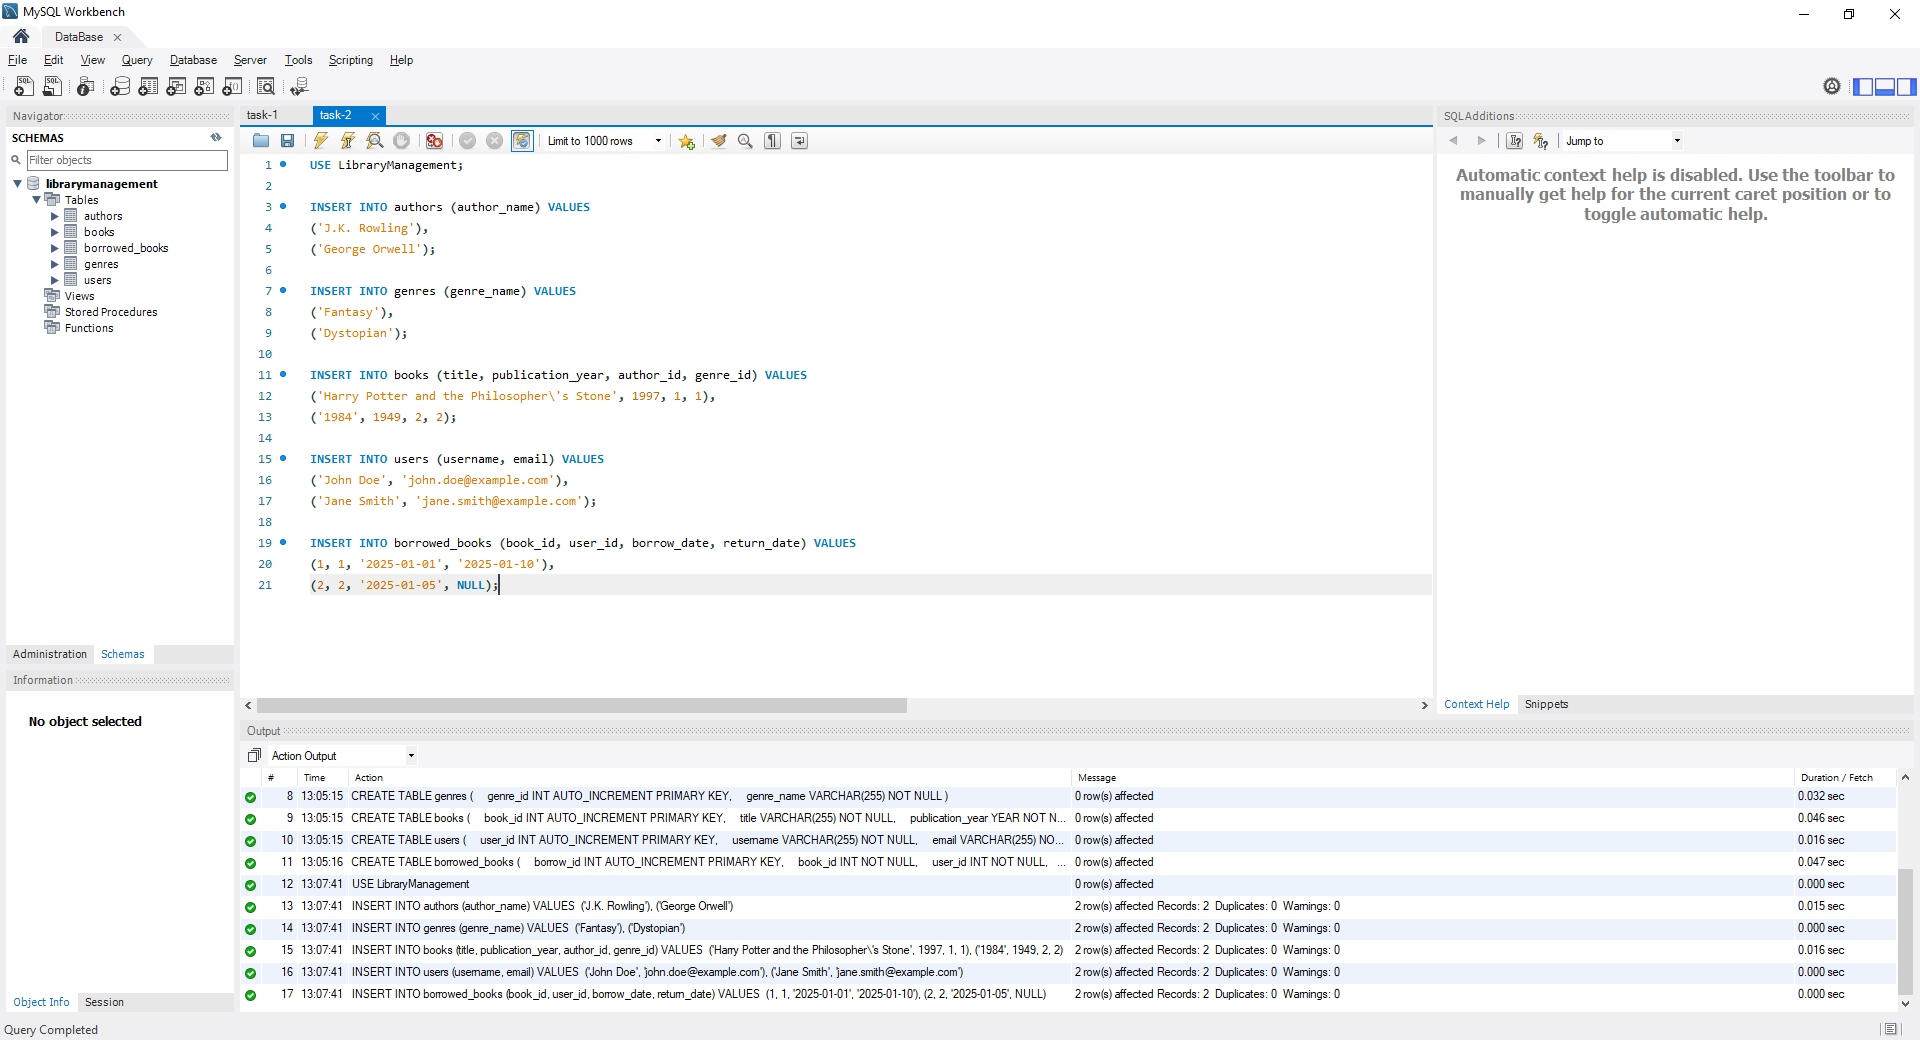 MySQL Workbench
DataBase
File Edit View Query Database Server Tools Scripting Help
Navigator
SCHEMAS
Filter objects
librarymanagement
Tables
authors
books
borrowed_books
genres
users
Views
Stored Procedures
Functions
Administration Schemas
Information
No object selected
Object Info Session
task-1 task-2
Limit to 1000 rows
1 USE LibraryManagement;
2
3 INSERT INTO authors (author_name) VALUES
4 ('J.K. Rowling'),
5 ('George Orwell');
6
7 INSERT INTO genres (genre_name) VALUES
8 ('Fantasy'),
9 ('Dystopian');
10
11 INSERT INTO books (title, publication_year, author_id, genre_id) VALUES
12 ('Harry Potter and the Philosopher\'s Stone', 1997, 1, 1),
13 ('1984', 1949, 2, 2);
14
15 INSERT INTO users (username, email) VALUES
16 ('John Doe', 'john.doe@example.com'),
17 ('Jane Smith', 'jane.smith@example.com');
18
19 INSERT INTO borrowed_books (book_id, user_id, borrow_date, return_date) VALUES
20 (1, 1, '2025-01-01', '2025-01-10'),
21 (2, 2, '2025-01-05', NULL);
SQLAdditions
Jump to
Automatic context help is disabled. Use the toolbar to
manually get help for the current caret position or to
toggle automatic help.
Context Help Snippets
Output
Action Output
# Time Action Message Duration / Fetch
8 13:05:15 CREATE TABLE genres ( genre_id INT AUTO_INCREMENT PRIMARY KEY, genre_name VARCHAR(255) NOT NULL ) 0 row(s) affected 0.032 sec
9 13:05:15 CREATE TABLE books ( book_id INT AUTO_INCREMENT PRIMARY KEY, title VARCHAR(255) NOT NULL, publication_year YEAR NOT N... 0 row(s) affected 0.046 sec
10 13:05:15 CREATE TABLE users ( user_id INT AUTO_INCREMENT PRIMARY KEY, username VARCHAR(255) NOT NULL, email VARCHAR(255) NO... 0 row(s) affected 0.016 sec
11 13:05:16 CREATE TABLE borrowed_books ( borrow_id INT AUTO_INCREMENT PRIMARY KEY, book_id INT NOT NULL, user_id INT NOT NULL, ... 0 row(s) affected 0.047 sec
12 13:07:41 USE LibraryManagement 0 row(s) affected 0.000 sec
13 13:07:41 INSERT INTO authors (author_name) VALUES ('J.K. Rowling'), ('George Orwell') 2 row(s) affected Records: 2 Duplicates: 0 Warnings: 0 0.015 sec
14 13:07:41 INSERT INTO genres (genre_name) VALUES ('Fantasy'), ('Dystopian') 2 row(s) affected Records: 2 Duplicates: 0 Warnings: 0 0.000 sec
15 13:07:41 INSERT INTO books (title, publication_year, author_id, genre_id) VALUES ('Harry Potter and the Philosopher\'s Stone', 1997, 1, 1), ('1984', 1949, 2, 2) 2 row(s) affected Records: 2 Duplicates: 0 Warnings: 0 0.016 sec
16 13:07:41 INSERT INTO users (username, email) VALUES ('John Doe', 'john.doe@example.com'), ('Jane Smith', 'jane.smith@example.com') 2 row(s) affected Records: 2 Duplicates: 0 Warnings: 0 0.000 sec
17 13:07:41 INSERT INTO borrowed_books (book_id, user_id, borrow_date, return_date) VALUES (1, 1, '2025-01-01', '2025-01-10'), (2, 2, '2025-01-05', NULL) 2 row(s) affected Records: 2 Duplicates: 0 Warnings: 0 0.000 sec
Query Completed